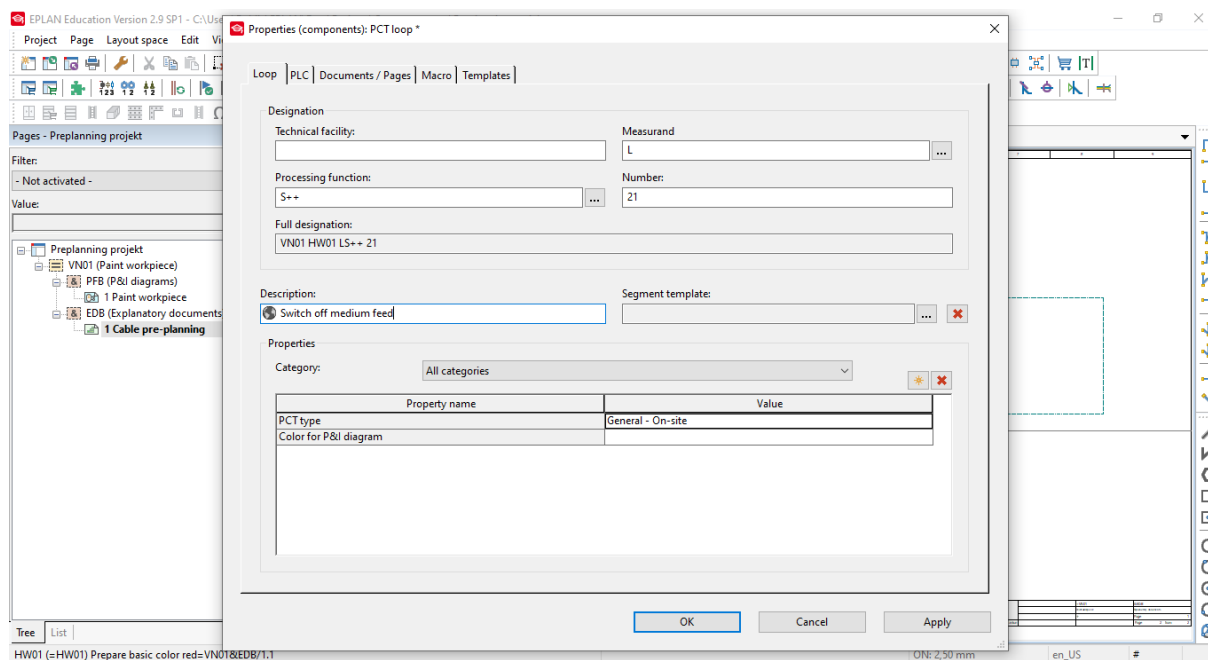 EPLAN Education Version 2.9 SP1 - C:\Use
Properties (components): PCT loop *
Project Page Layout space Edit Vi
Loop PLC Documents / Pages Macro Templates
Pages - Preplanning projekt
Filter:
- Not activated -
Value:
Preplanning projekt
VN01 (Paint workpiece)
PFB (P&I diagrams)
1 Paint workpiece
EDB (Explanatory documents
1 Cable pre-planning
Designation
Technical facility:
Measurand
L
...
Processing function:
Number:
S++
...
21
Full designation:
VN01 HW01 LS++ 21
Description:
Segment template:
Switch off medium feed
...
Properties
Category:
All categories
Property name Value
PCT type General - On-site
Color for P&I diagram
OK Cancel Apply
Tree List
HW01 (=HW01) Prepare basic color red=VN01&EDB/1.1
ON: 2,50 mm
en_US
#